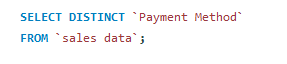 SELECT DISTINCT `Payment Method`
FROM `sales data`;